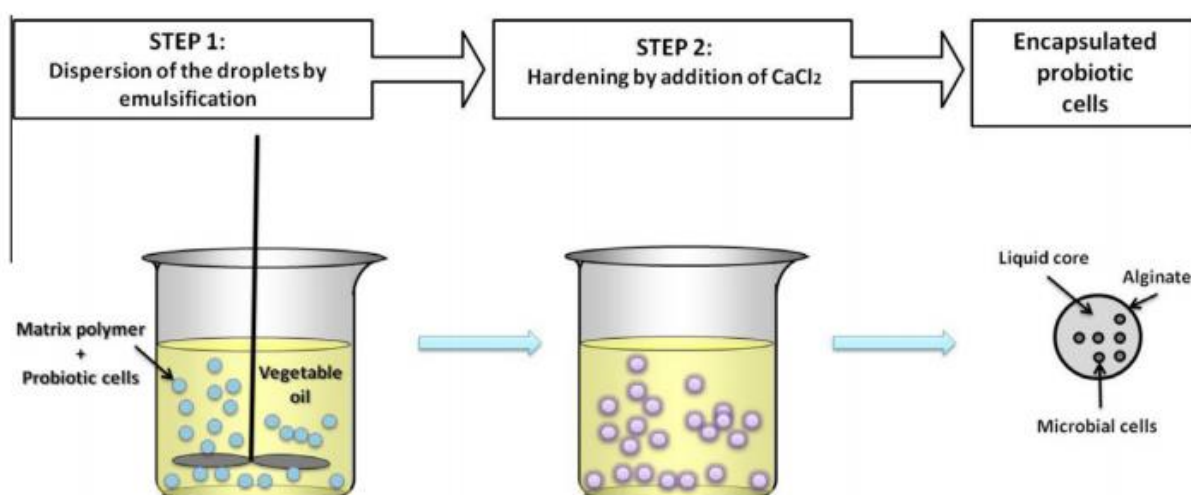 STEP 1:
Dispersion of the droplets by
emulsification
STEP 2:
Hardening by addition of CaCl₂
Encapsulated
probiotic
cells
Matrix polymer
+
Probiotic cells
Vegetable
oil
Liquid core
Alginate
Microbial cells